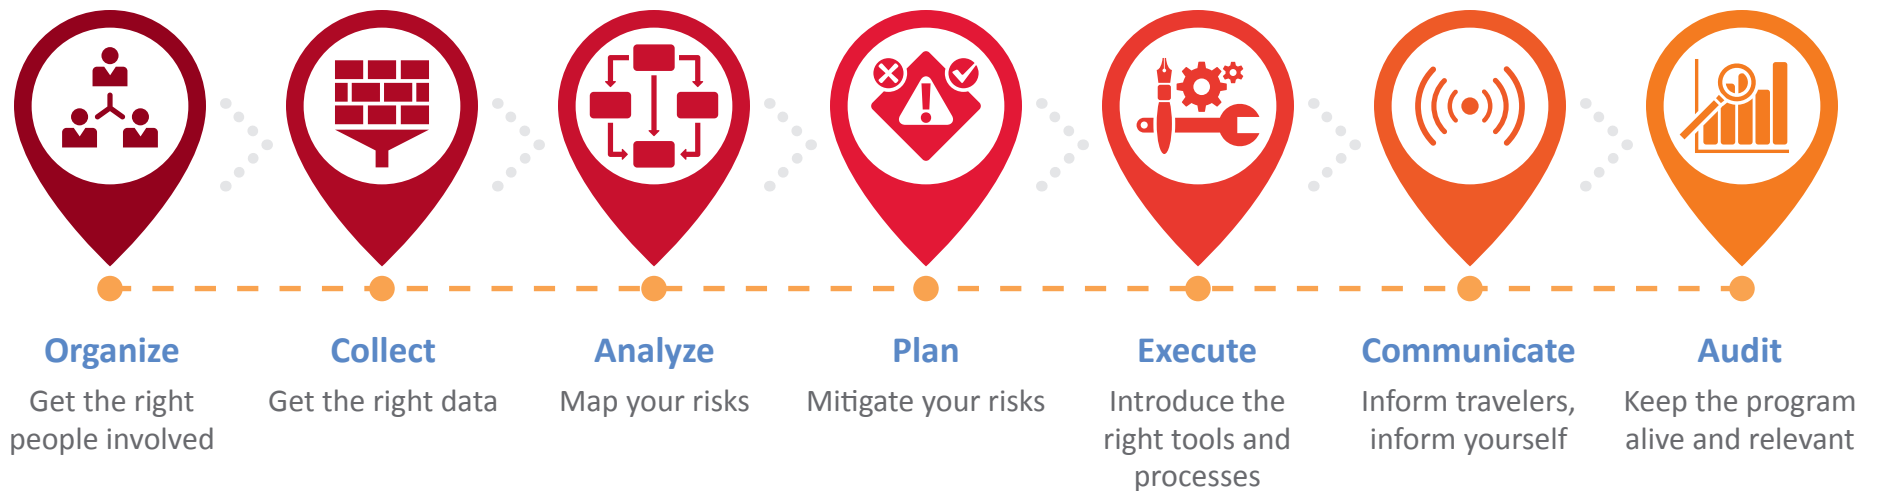 Organize
Get the right
people involved
Collect
Get the right data
Analyze
Map your risks
Plan
Mitigate your risks
Execute
Introduce the
right tools and
processes
Communicate
Inform travelers,
inform yourself
Audit
Keep the program
alive and relevant